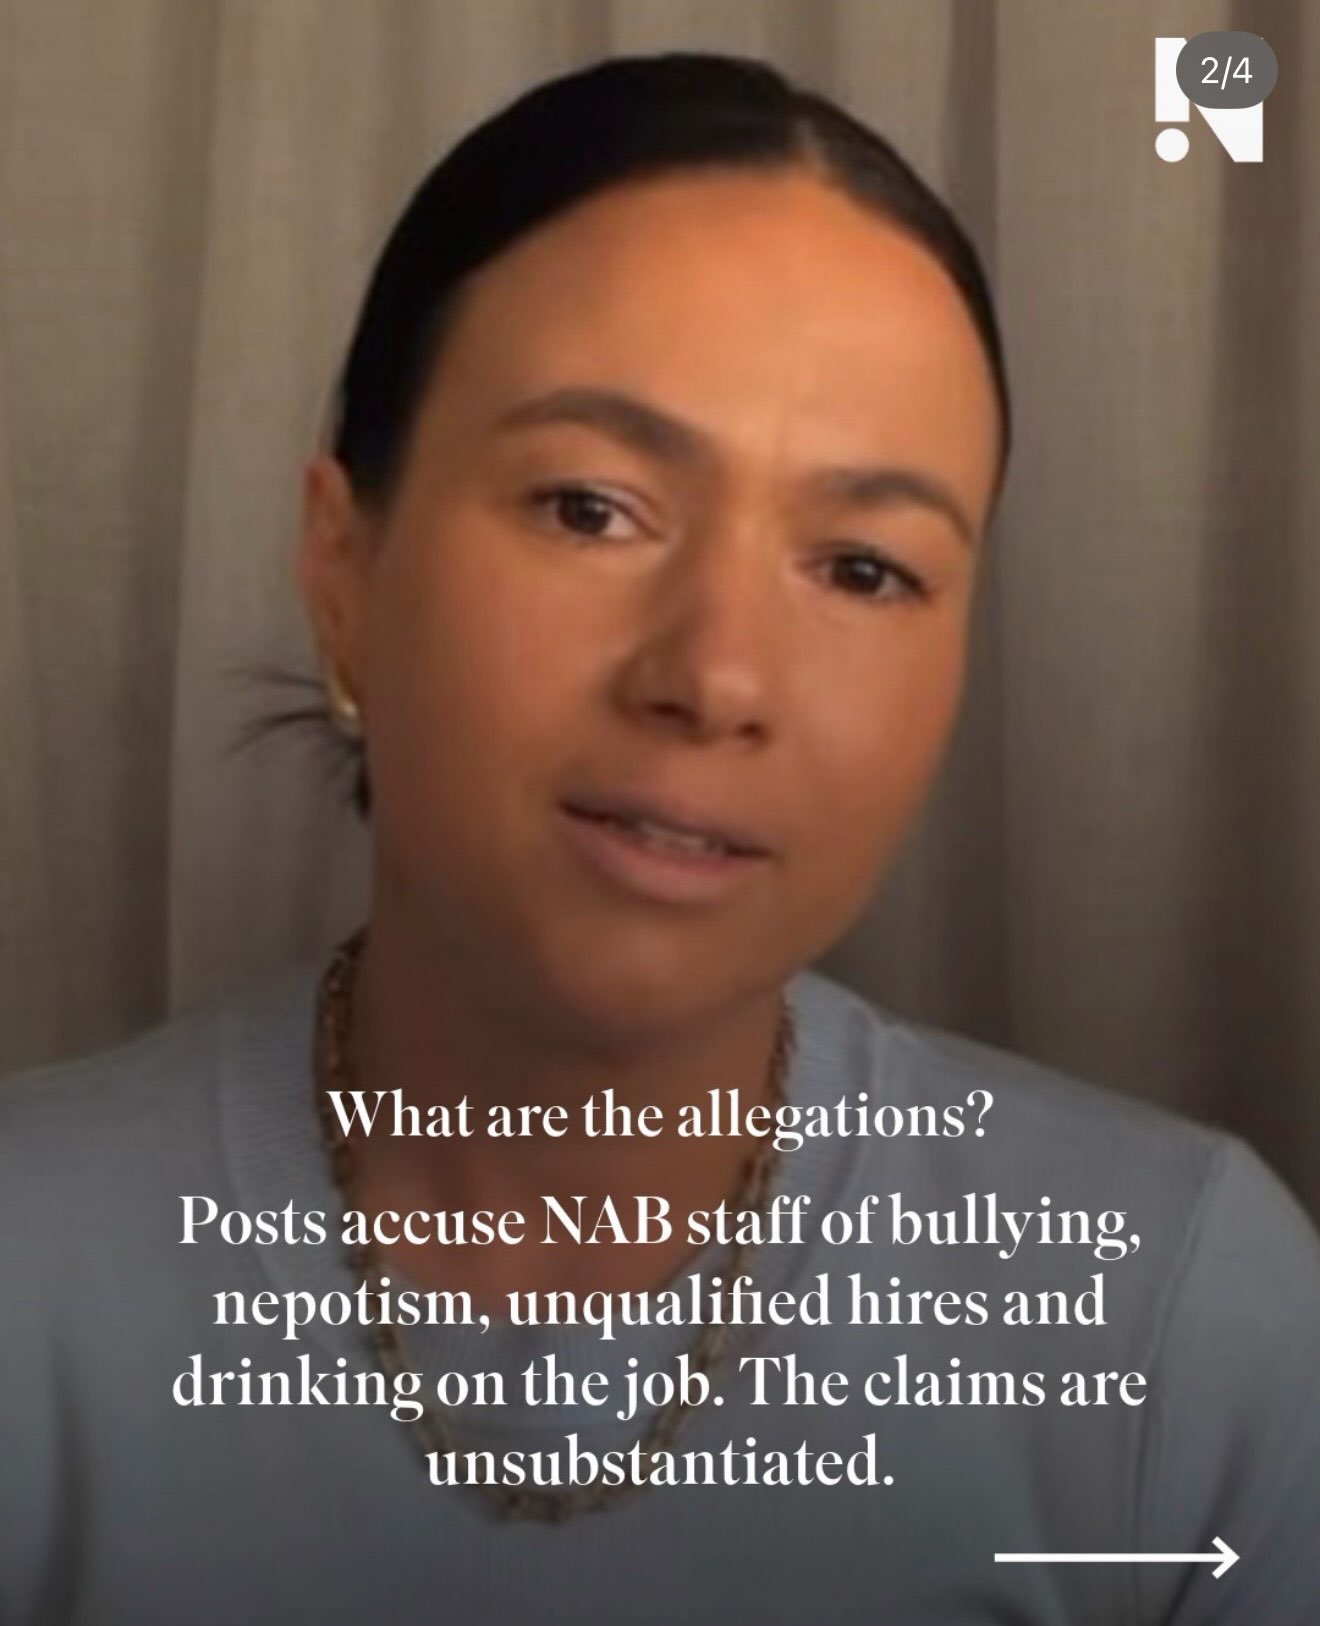 2/4
What are the allegations?
Posts accuse NAB staff of bullying,
nepotism, unqualified hires and
drinking on the job. The claims are
unsubstantiated.